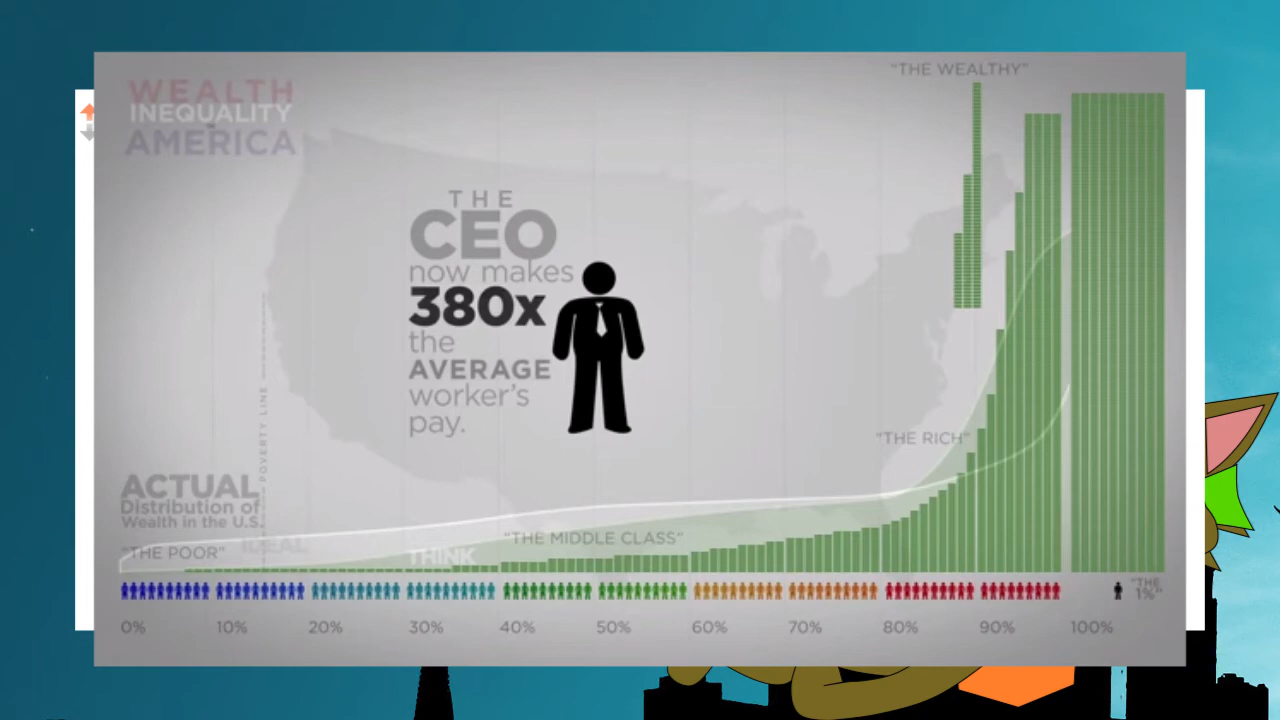 WEALTH
INEQUALITY
AMERICA
"THE WEALTHY"
THE
CEO
now makes
380x
the
AVERAGE
worker's
pay.
POVERTY LINE
"THE RICH"
ACTUAL
Distribution of
Wealth in the U.S.
IDEAL
"THE POOR"
THINK
"THE MIDDLE CLASS"
"THE
1%"
0% 10% 20% 30% 40% 50% 60% 70% 80% 90% 100%